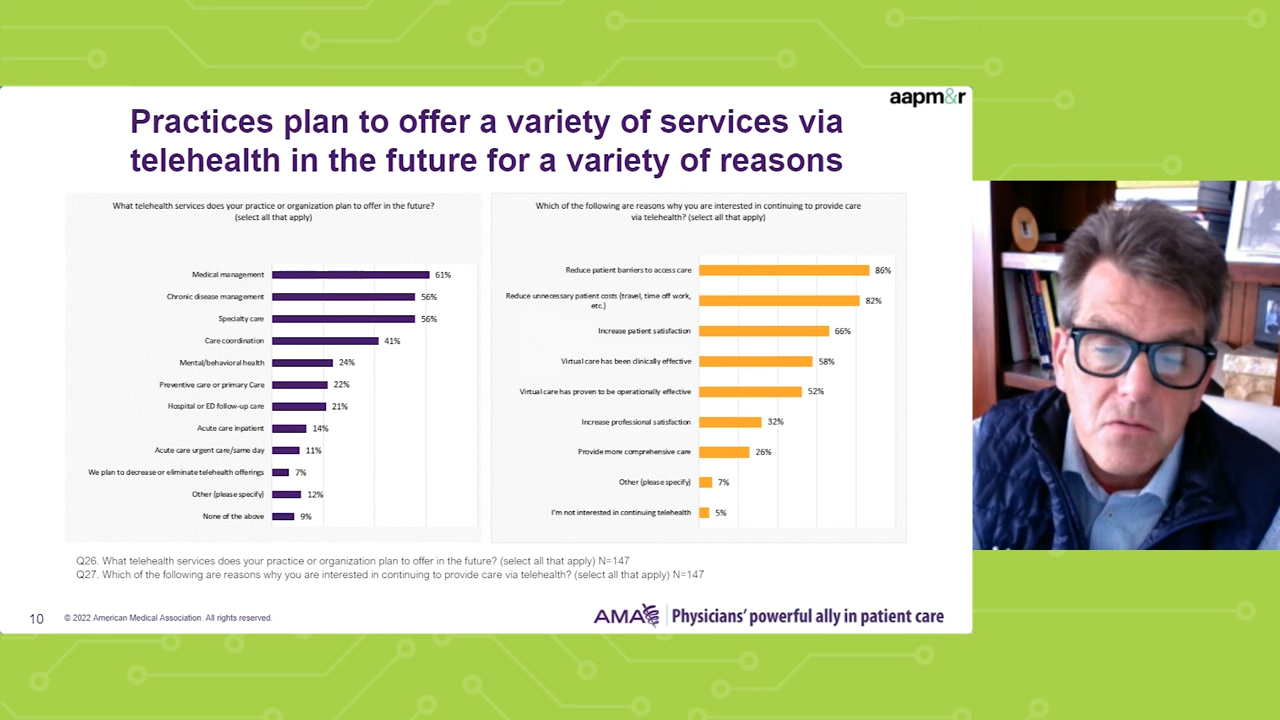 aapm&r
Practices plan to offer a variety of services via
telehealth in the future for a variety of reasons
What telehealth services does your practice or organization plan to offer in the future?
(select all that apply)
Medical management 61%
Chronic disease management 56%
Specialty care 56%
Care coordination 41%
Mental/behavioral health 24%
Preventive care or primary Care 22%
Hospital or ED follow-up care 21%
Acute care inpatient 14%
Acute care urgent care/same day 11%
We plan to decrease or eliminate telehealth offerings 7%
Other (please specify) 12%
None of the above 9%
Which of the following are reasons why you are interested in continuing to provide care
via telehealth? (select all that apply)
Reduce patient barriers to access care 86%
Reduce unnecessary patient costs (travel, time off work,
etc.) 82%
Increase patient satisfaction 66%
Virtual care has been clinically effective 58%
Virtual care has proven to be operationally effective 52%
Increase professional satisfaction 32%
Provide more comprehensive care 26%
Other (please specify) 7%
I'm not interested in continuing telehealth 5%
Q26. What telehealth services does your practice or organization plan to offer in the future? (select all that apply) N=147
Q27. Which of the following are reasons why you are interested in continuing to provide care via telehealth? (select all that apply) N=147
10 © 2022 American Medical Association. All rights reserved.
AMA Physicians' powerful ally in patient care